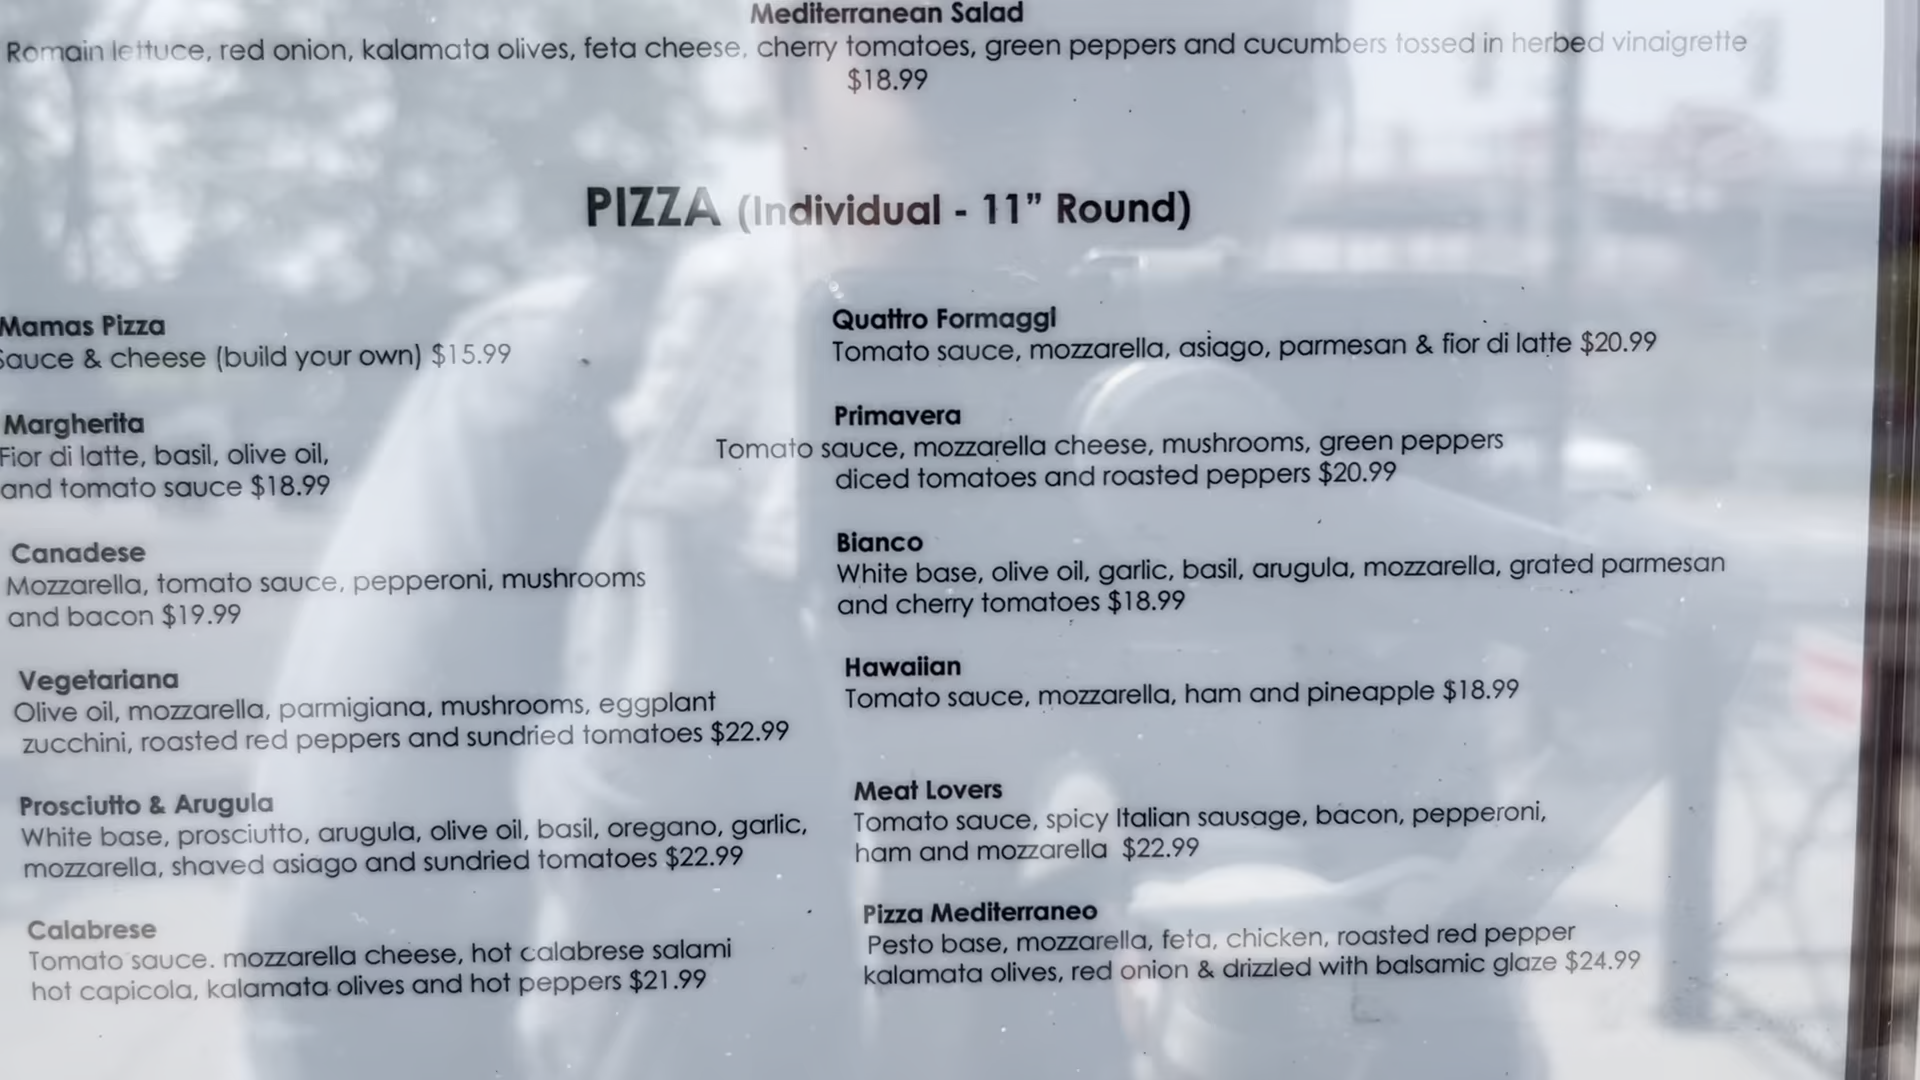 Mediterranean Salad
Romain lettuce, red onion, kalamata olives, feta cheese, cherry tomatoes, green peppers and cucumbers tossed in herbed vinaigrette
$18.99
PIZZA (Individual - 11” Round)
Mamas Pizza
Sauce & cheese (build your own) $15.99
Margherita
Fior di latte, basil, olive oil,
and tomato sauce $18.99
Canadese
Mozzarella, tomato sauce, pepperoni, mushrooms
and bacon $19.99
Vegetariana
Olive oil, mozzarella, parmigiana, mushrooms, eggplant
zucchini, roasted red peppers and sundried tomatoes $22.99
Prosciutto & Arugula
White base, prosciutto, arugula, olive oil, basil, oregano, garlic,
mozzarella, shaved asiago and sundried tomatoes $22.99
Calabrese
Tomato sauce. mozzarella cheese, hot calabrese salami
hot capicola, kalamata olives and hot peppers $21.99
Quattro FormaggI
Tomato sauce, mozzarella, asiago, parmesan & fior di latte $20.99
Primavera
Tomato sauce, mozzarella cheese, mushrooms, green peppers
diced tomatoes and roasted peppers $20.99
Bianco
White base, olive oil, garlic, basil, arugula, mozzarella, grated parmesan
and cherry tomatoes $18.99
Hawaiian
Tomato sauce, mozzarella, ham and pineapple $18.99
Meat Lovers
Tomato sauce, spicy Italian sausage, bacon, pepperoni,
ham and mozzarella $22.99
Pizza Mediterraneo
Pesto base, mozzarella, feta, chicken, roasted red pepper
kalamata olives, red onion & drizzled with balsamic glaze $24.99